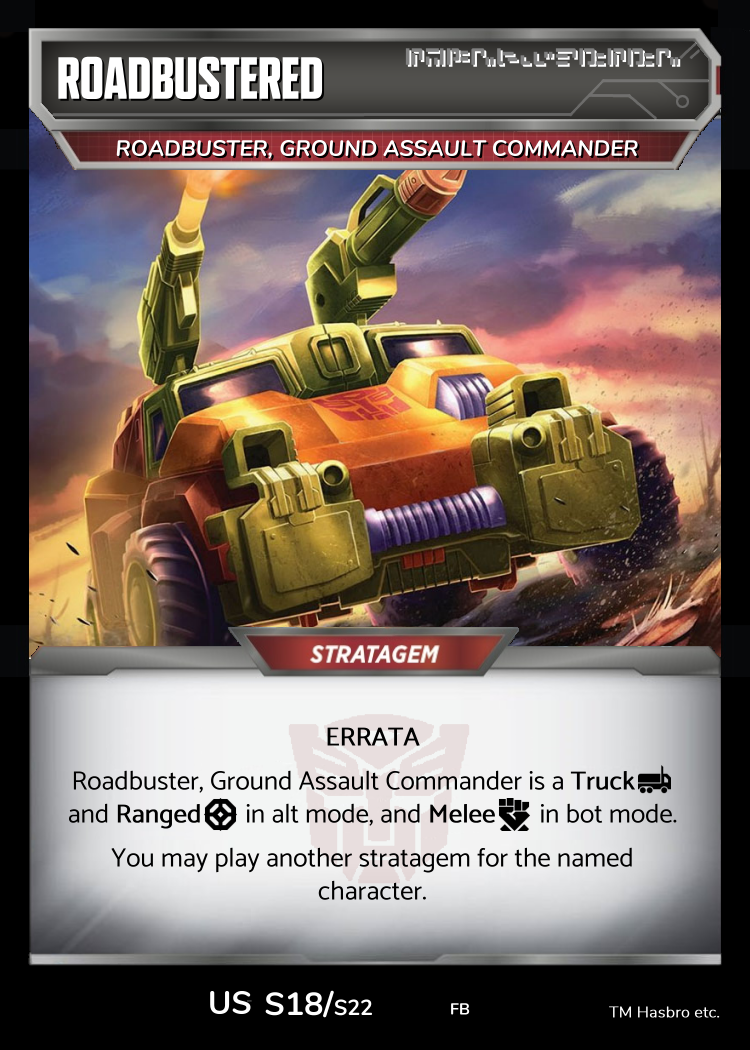 ROADBUSTERED
ROADBUSTER, GROUND ASSAULT COMMANDER
STRATAGEM
ERRATA
Roadbuster, Ground Assault Commander is a Truck
and Ranged in alt mode, and Melee in bot mode.
You may play another stratagem for the named
character.
US S18/S22 FB TM Hasbro etc.